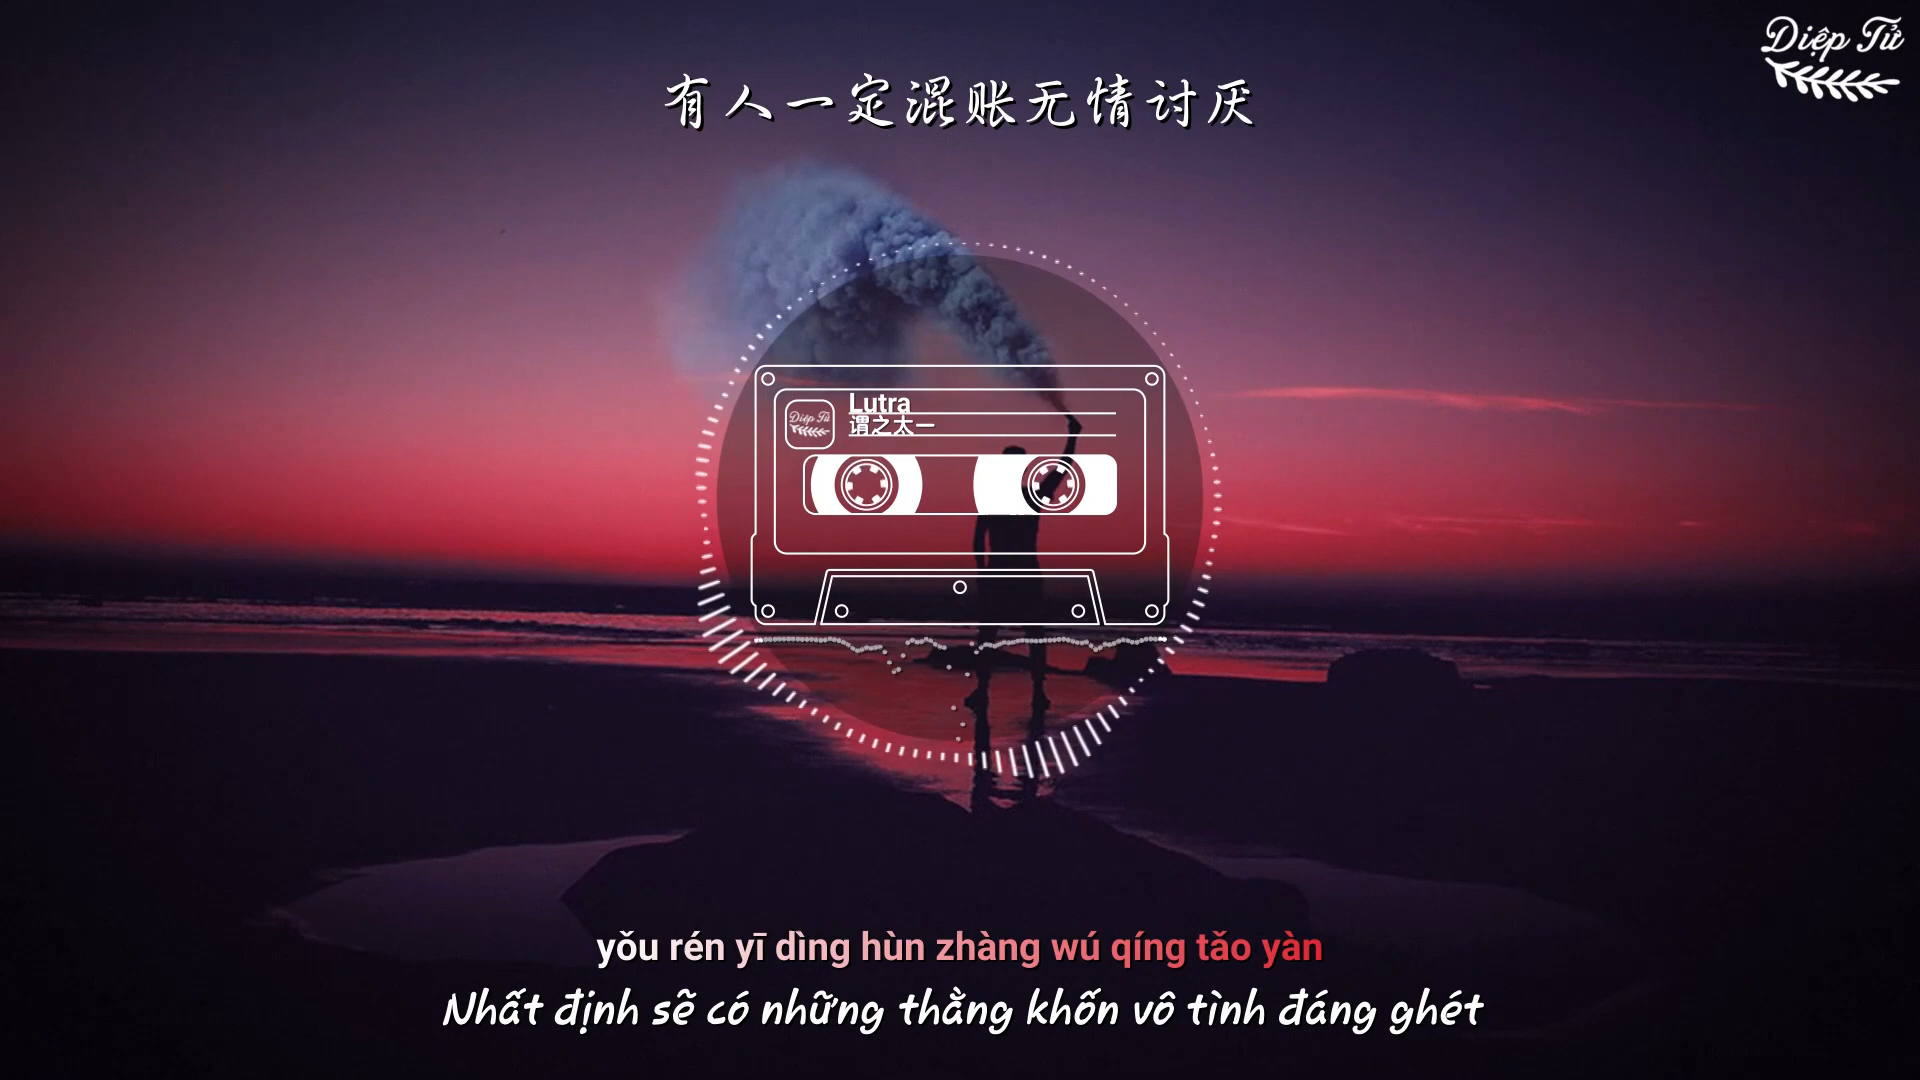 Diệp Tử
有人一定混账无情讨厌
Diệp Tử
Lutra
谓之太一
yǒu rén yī dìng hùn zhàng wú qíng tǎo yàn
Nhất định sẽ có những thằng khốn vô tình đáng ghét